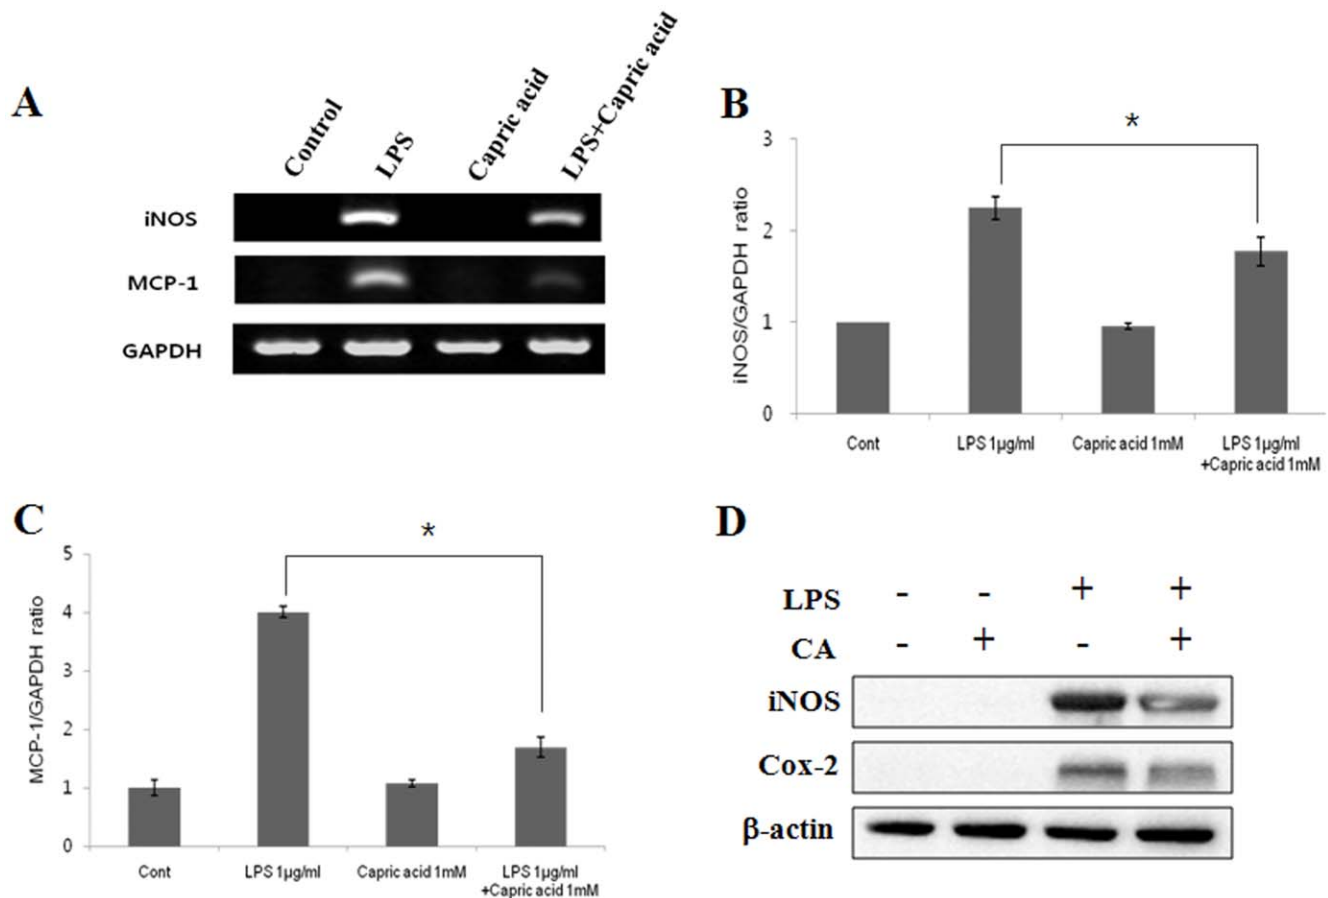 A
Control
LPS
Capric acid
LPS+Capric acid
iNOS
MCP-1
GAPDH
B
*
3
2
1
0
iNOS/GAPDH ratio
Cont
LPS 1µg/ml
Capric acid 1mM
LPS 1µg/ml
+Capric acid 1mM
C
*
5
4
3
2
1
0
MCP-1/GAPDH ratio
Cont
LPS 1µg/ml
Capric acid 1mM
LPS 1µg/ml
+Capric acid 1mM
D
LPS - - + +
CA - + - +
iNOS
Cox-2
β-actin